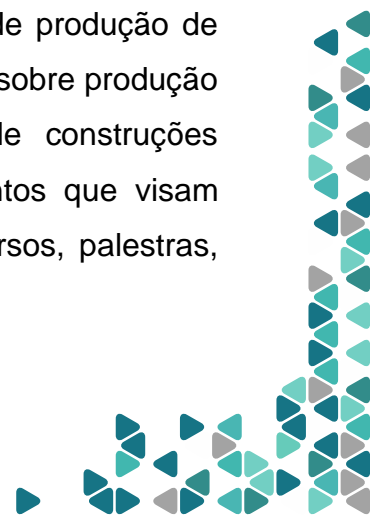 le produção de
sobre produção
le construções
ntos que visam
rsos, palestras,